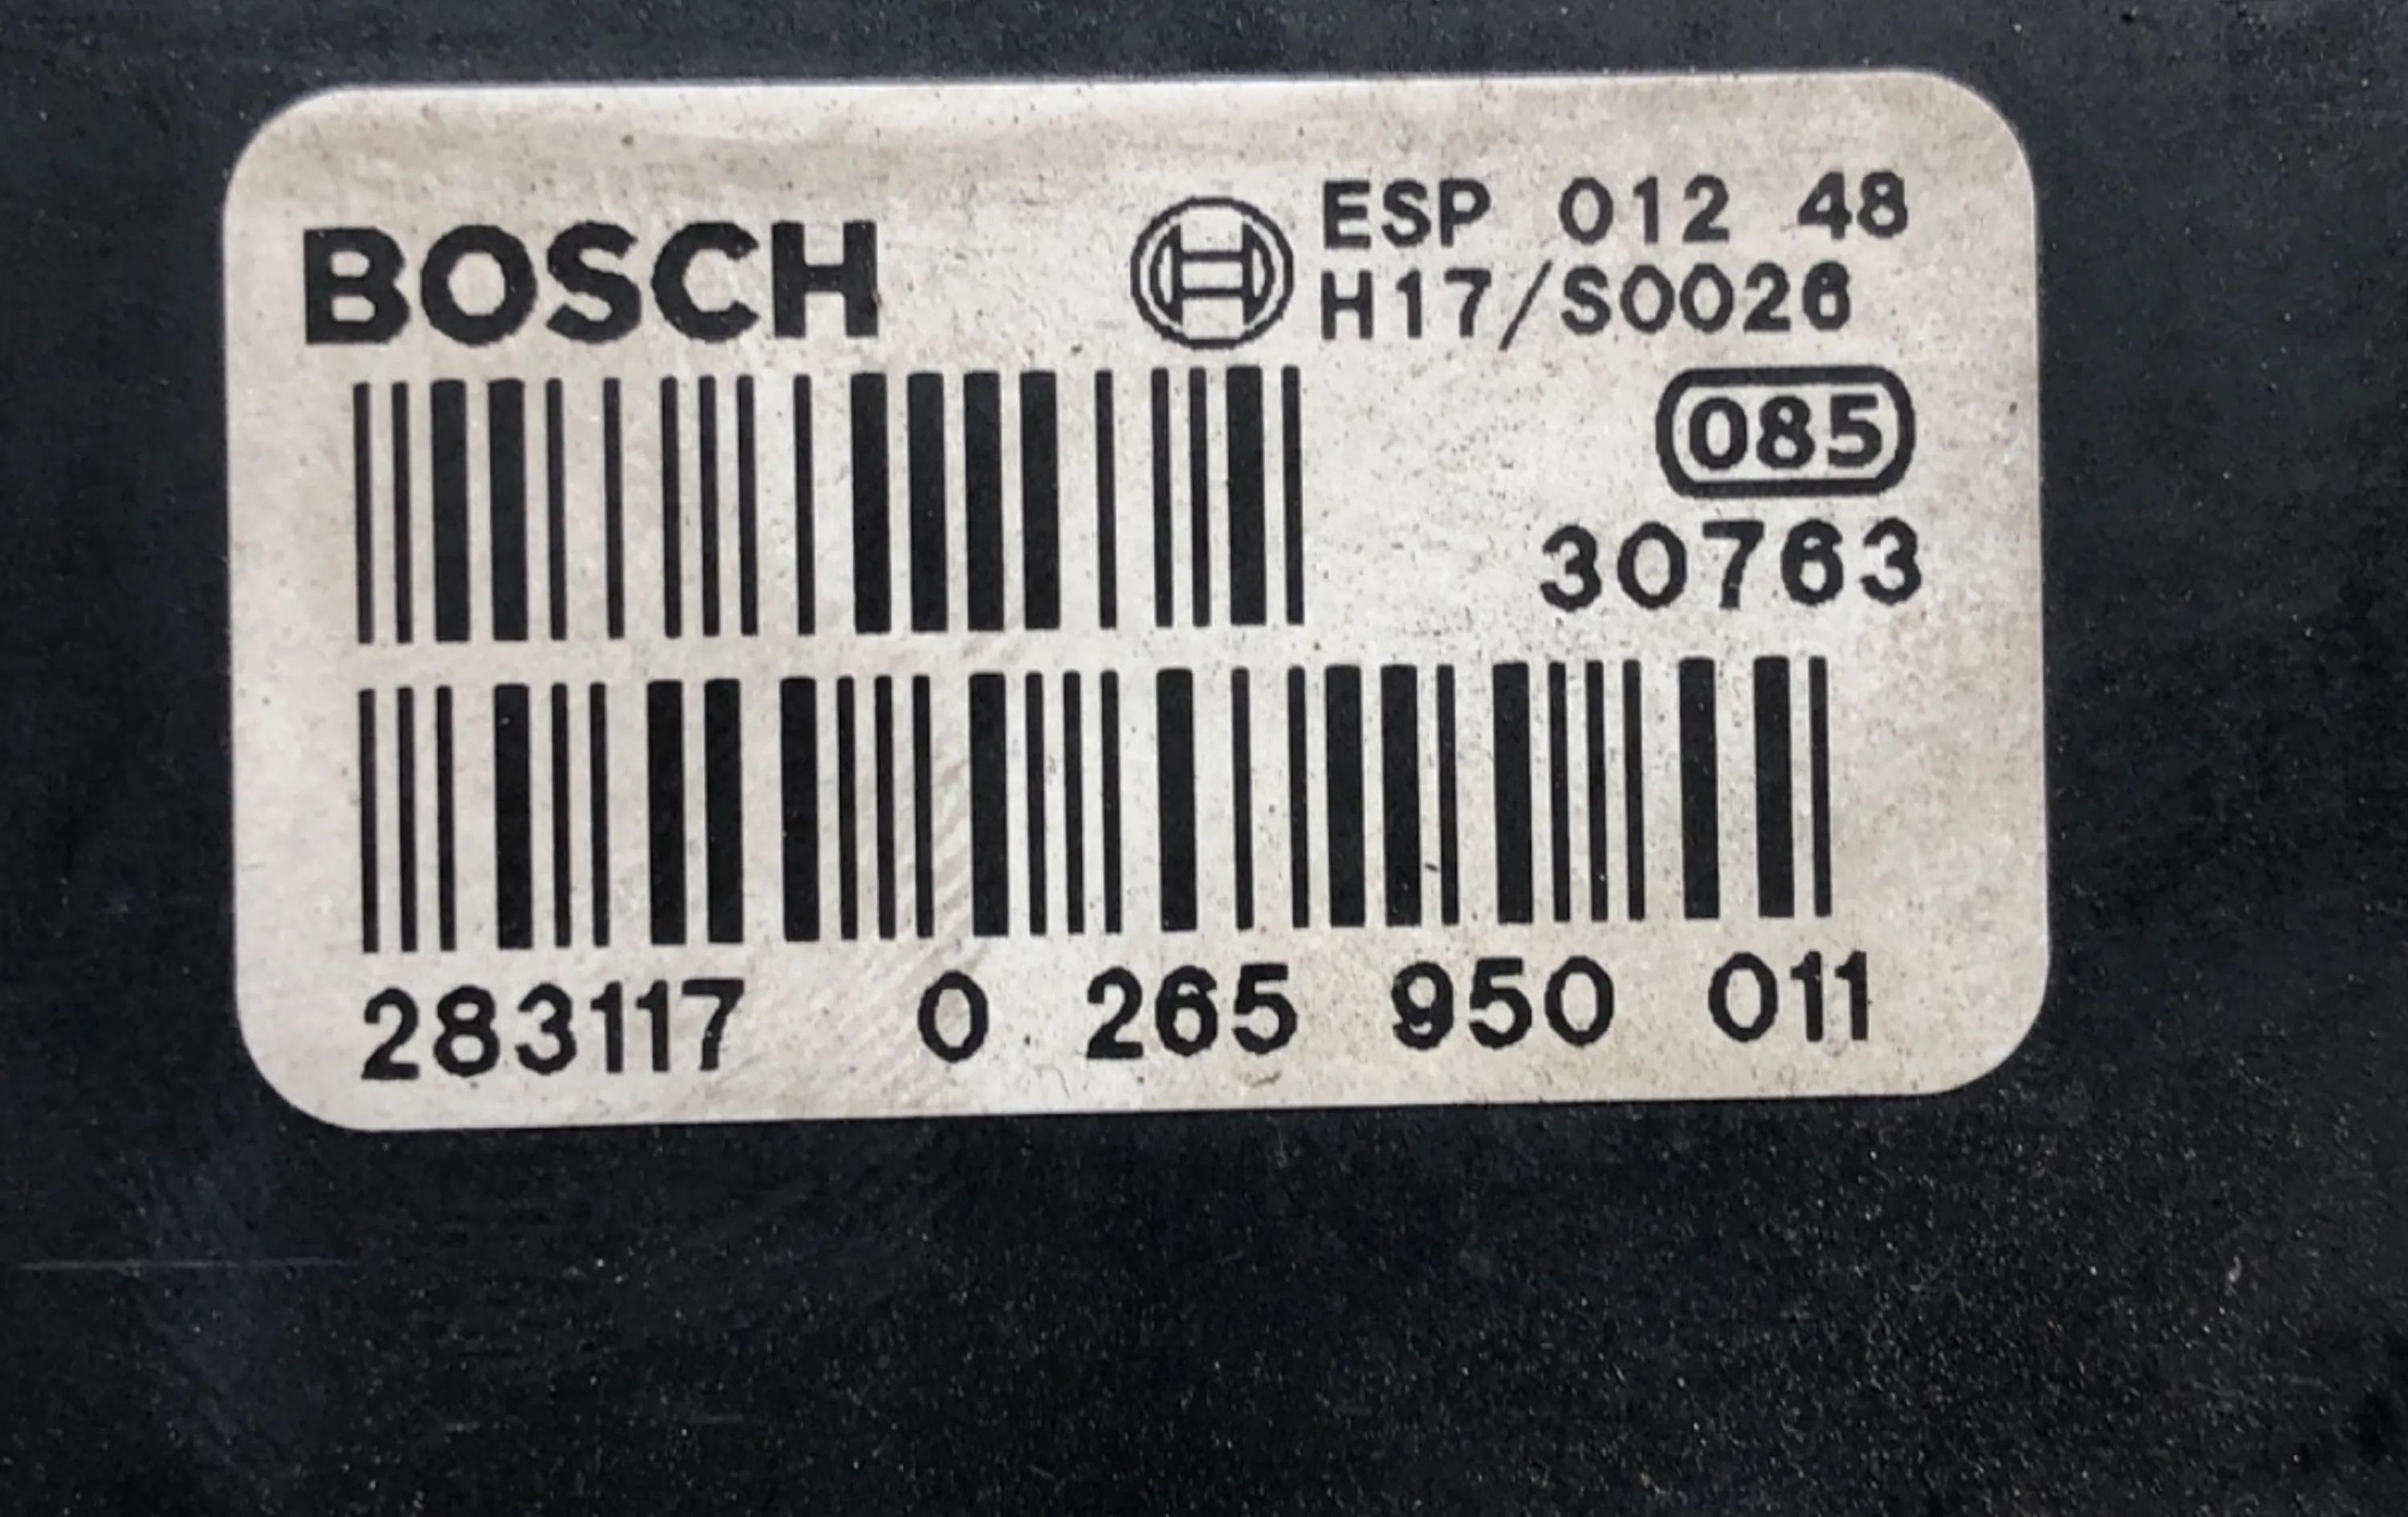 BOSCH
ESP 012 48
H17/S0026
085
30763
283117 0 265 950 011